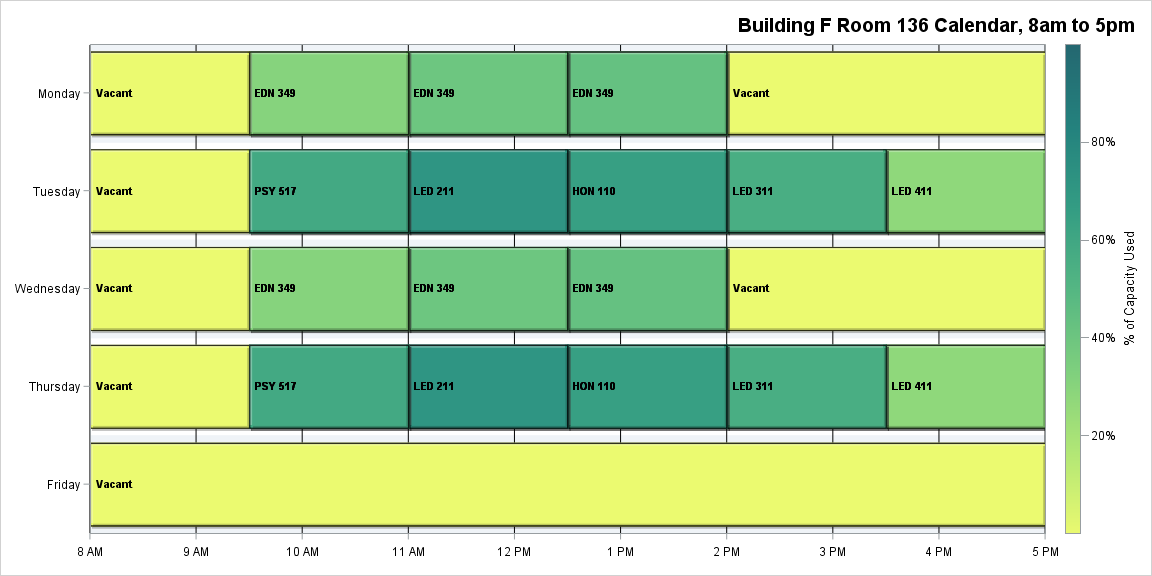 Building F Room 136 Calendar, 8am to 5pm
Monday
Vacant
EDN 349
EDN 349
EDN 349
Vacant
Tuesday
Vacant
PSY 517
LED 211
HON 110
LED 311
LED 411
Wednesday
Vacant
EDN 349
EDN 349
EDN 349
Vacant
Thursday
Vacant
PSY 517
LED 211
HON 110
LED 311
LED 411
Friday
Vacant
8 AM
9 AM
10 AM
11 AM
12 PM
1 PM
2 PM
3 PM
4 PM
5 PM
80%
60%
40%
20%
% of Capacity Used